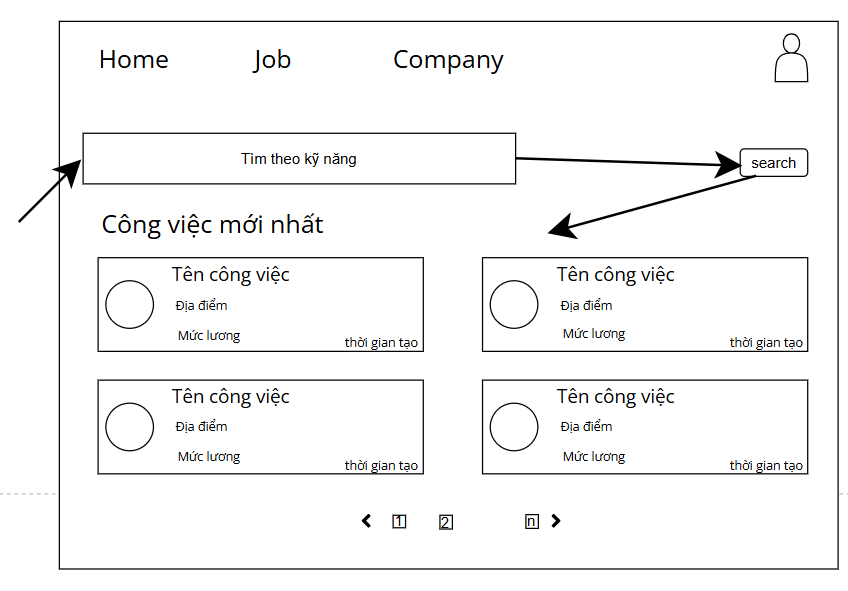 Home Job Company
Tìm theo kỹ năng
search
Công việc mới nhất
Tên công việc
Địa điểm
Mức lương
thời gian tạo
Tên công việc
Địa điểm
Mức lương
thời gian tạo
Tên công việc
Địa điểm
Mức lương
thời gian tạo
Tên công việc
Địa điểm
Mức lương
thời gian tạo
1 2 n